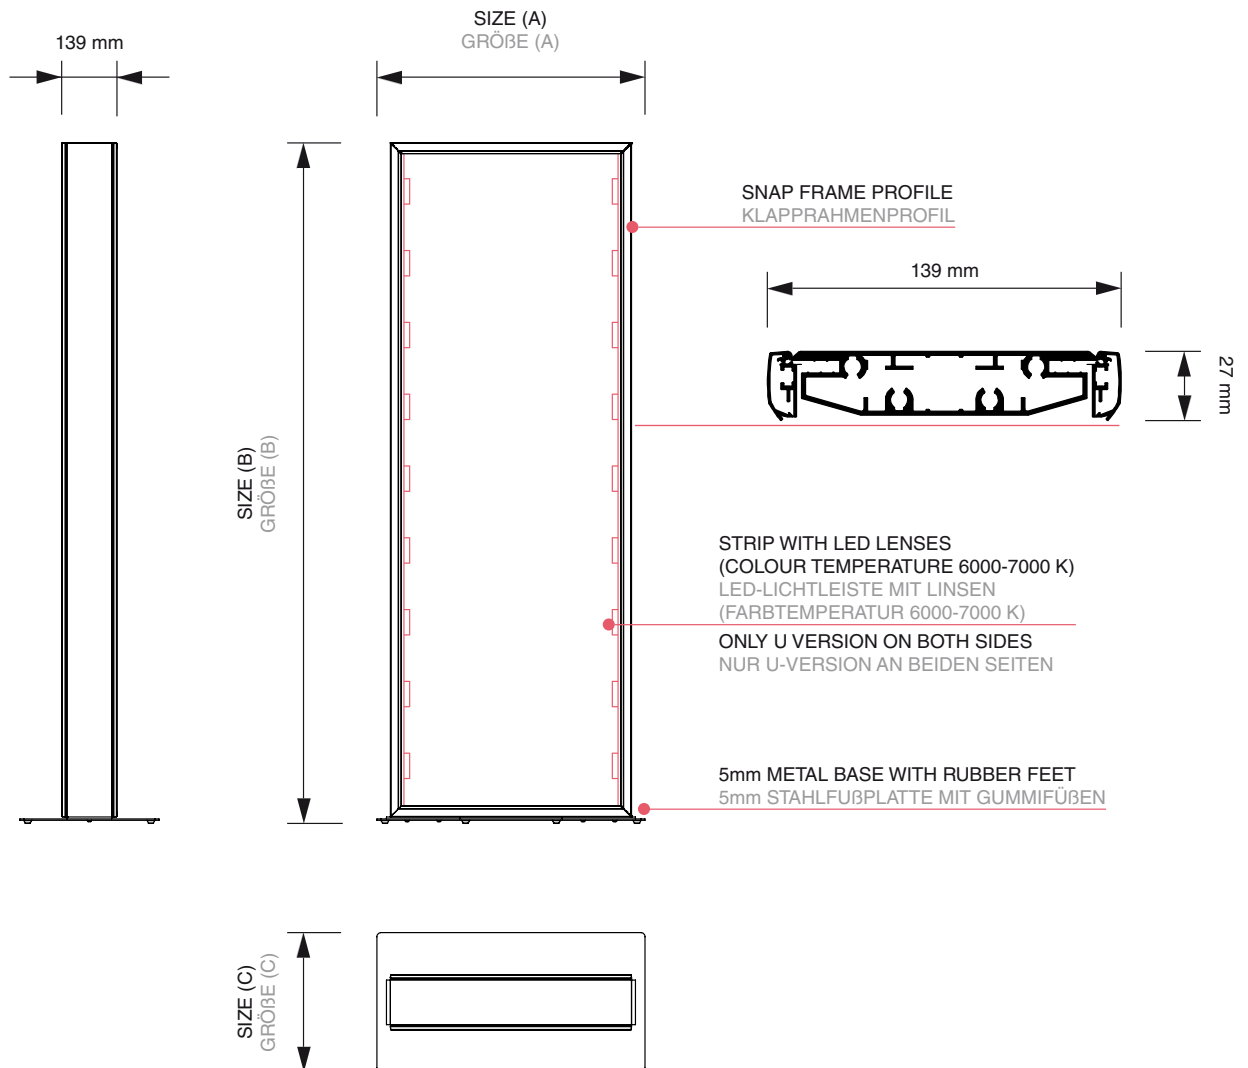 SIZE (A)
GRÖßE (A)
139 mm
SNAP FRAME PROFILE
KLAPPRAHMENPROFIL
139 mm
27 mm
SIZE (B)
GRÖßE (B)
STRIP WITH LED LENSES
(COLOUR TEMPERATURE 6000-7000 K)
LED-LICHTLEISTE MIT LINSEN
(FARBTEMPERATUR 6000-7000 K)
ONLY U VERSION ON BOTH SIDES
NUR U-VERSION AN BEIDEN SEITEN
5mm METAL BASE WITH RUBBER FEET
5mm STAHLFUßPLATTE MIT GUMMIFÜßEN
SIZE (C)
GRÖßE (C)